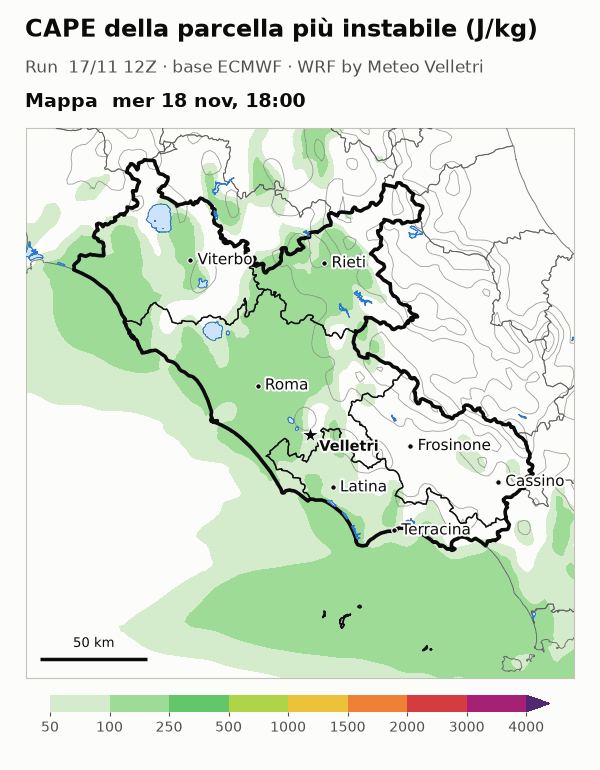 CAPE della parcella più instabile (J/kg)
Run 17/11 12Z · base ECMWF · WRF by Meteo Velletri
Mappa mer 18 nov, 18:00
Viterbo
Rieti
Roma
Velletri
Frosinone
Cassino
Latina
Terracina
50 km
50 100 250 500 1000 1500 2000 3000 4000